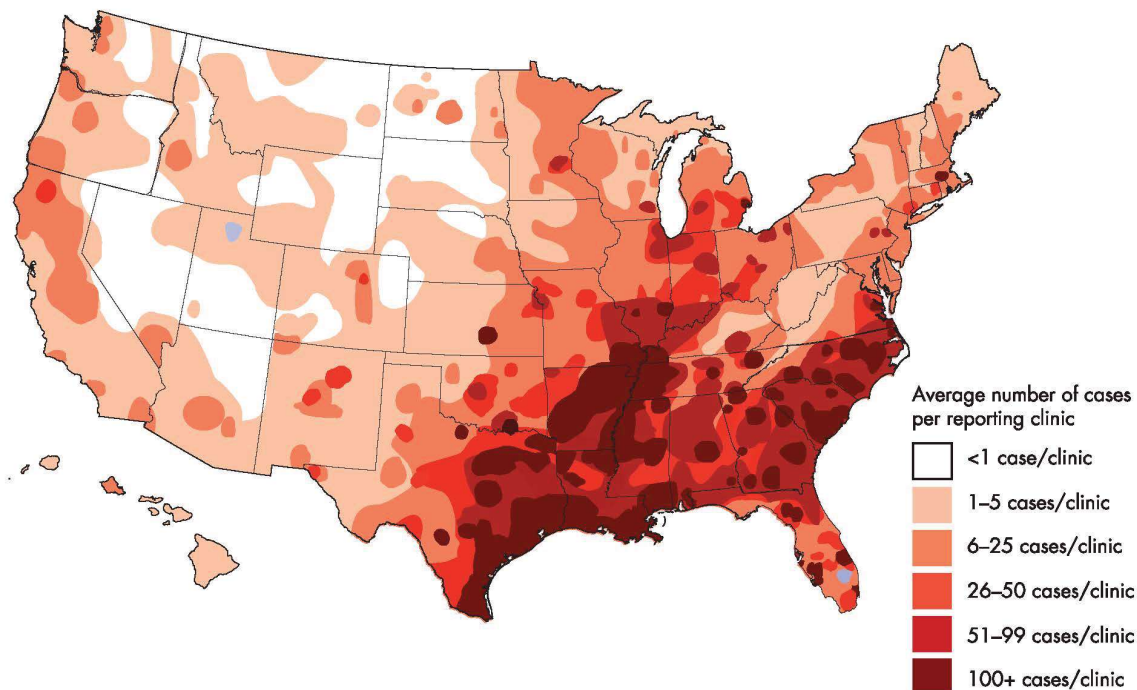 Average number of cases
per reporting clinic
<1 case/clinic
1–5 cases/clinic
6–25 cases/clinic
26–50 cases/clinic
51–99 cases/clinic
100+ cases/clinic